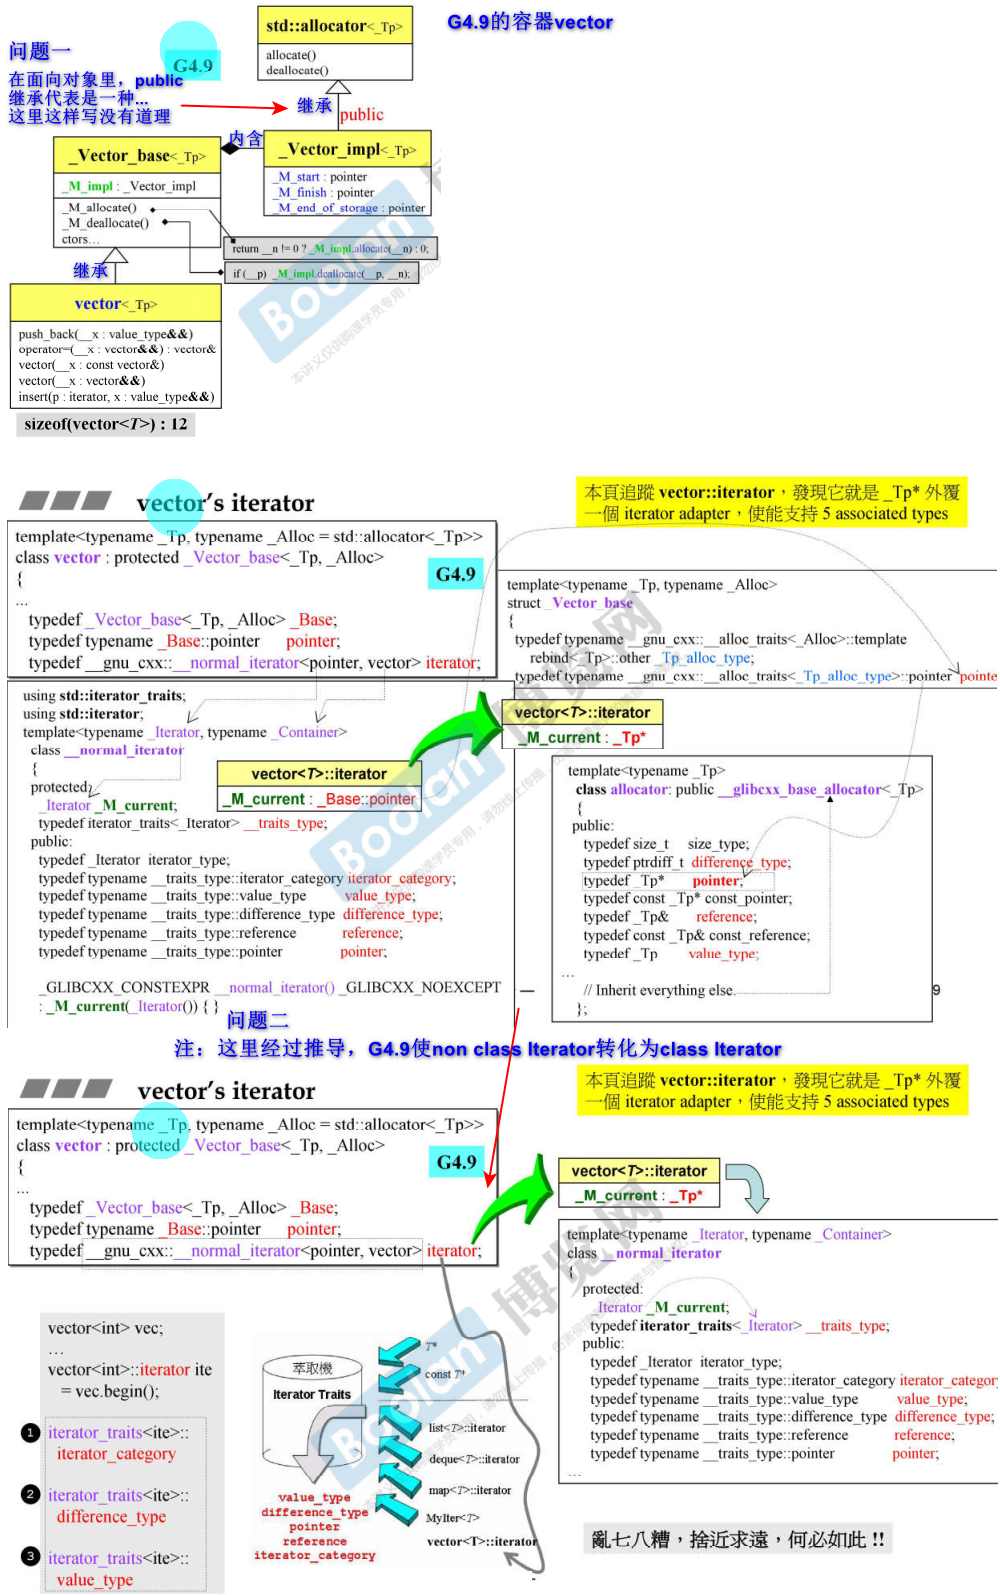 G4.9的容器vector
std::allocator<_Tp>
allocate()
deallocate()
问题一
G4.9
在面向对象里，public
继承代表是一种...
这里这样写没有道理
继承
public
内含
_Vector_base<_Tp>
_M_impl : _Vector_impl
_M_allocate()
_M_deallocate()
ctors…
_Vector_impl<_Tp>
_M_start : pointer
_M_finish : pointer
_M_end_of_storage : pointer
return __n != 0 ? _M_impl.allocate(__n) : 0;
if (__p) _M_impl.deallocate(__p, __n);
继承
vector<_Tp>
push_back(__x : value_type&&)
operator=(__x : vector&&) : vector&
vector(__x : const vector&)
vector(__x : vector&&)
insert(p : iterator, x : value_type&&)
sizeof(vector<T>) : 12
Boolan
vector's iterator
本頁追蹤 vector::iterator，發現它就是 _Tp* 外覆
一個 iterator adapter，使能支持 5 associated types
template<typename _Tp, typename _Alloc = std::allocator<_Tp>>
class vector : protected _Vector_base<_Tp, _Alloc>
{
G4.9
...
typedef _Vector_base<_Tp, _Alloc> _Base;
typedef typename _Base::pointer pointer;
typedef __gnu_cxx::__normal_iterator<pointer, vector> iterator;
template<typename _Tp, typename _Alloc>
struct _Vector_base
{
typedef typename __gnu_cxx::__alloc_traits<_Alloc>::template
rebind<_Tp>::other _Tp_alloc_type;
typedef typename __gnu_cxx::__alloc_traits<_Tp_alloc_type>::pointer pointe
using std::iterator_traits;
using std::iterator;
template<typename _Iterator, typename _Container>
class __normal_iterator
{
protected:
_Iterator _M_current;
typedef iterator_traits<_Iterator> __traits_type;
public:
typedef _Iterator iterator_type;
typedef typename __traits_type::iterator_category iterator_category;
typedef typename __traits_type::value_type value_type;
typedef typename __traits_type::difference_type difference_type;
typedef typename __traits_type::reference reference;
typedef typename __traits_type::pointer pointer;
_GLIBCXX_CONSTEXPR __normal_iterator() _GLIBCXX_NOEXCEPT
: _M_current(_Iterator()) { }
vector<T>::iterator
_M_current : _Base::pointer
vector<T>::iterator
_M_current : _Tp*
template<typename _Tp>
class allocator: public __glibcxx_base_allocator<_Tp>
{
public:
typedef size_t size_type;
typedef ptrdiff_t difference_type;
typedef _Tp* pointer;
typedef const _Tp* const_pointer;
typedef _Tp& reference;
typedef const _Tp& const_reference;
typedef _Tp value_type;
...
// Inherit everything else.
};
9
Boolan
博览网
问题二
注：这里经过推导，G4.9使non class Iterator转化为class Iterator
vector's iterator
本頁追蹤 vector::iterator，發現它就是 _Tp* 外覆
一個 iterator adapter，使能支持 5 associated types
template<typename _Tp, typename _Alloc = std::allocator<_Tp>>
class vector : protected _Vector_base<_Tp, _Alloc>
{
G4.9
...
typedef _Vector_base<_Tp, _Alloc> _Base;
typedef typename _Base::pointer pointer;
typedef __gnu_cxx::__normal_iterator<pointer, vector> iterator;
vector<T>::iterator
_M_current : _Tp*
template<typename _Iterator, typename _Container>
class __normal_iterator
{
protected:
_Iterator _M_current;
typedef iterator_traits<_Iterator> __traits_type;
public:
typedef _Iterator iterator_type;
typedef typename __traits_type::iterator_category iterator_category
typedef typename __traits_type::value_type value_type;
typedef typename __traits_type::difference_type difference_type;
typedef typename __traits_type::reference reference;
typedef typename __traits_type::pointer pointer;
...
vector<int> vec;
…
vector<int>::iterator ite
= vec.begin();
1 iterator_traits<ite>::
iterator_category
2 iterator_traits<ite>::
difference_type
3 iterator_traits<ite>::
value_type
萃取機
Iterator Traits
T*
const T*
list<T>::iterator
deque<T>::iterator
map<T>::iterator
MyIter<T>
vector<T>::iterator
value_type
difference_type
pointer
reference
iterator_category
Boolan
博览网
亂七八糟，捨近求遠，何必如此 !!